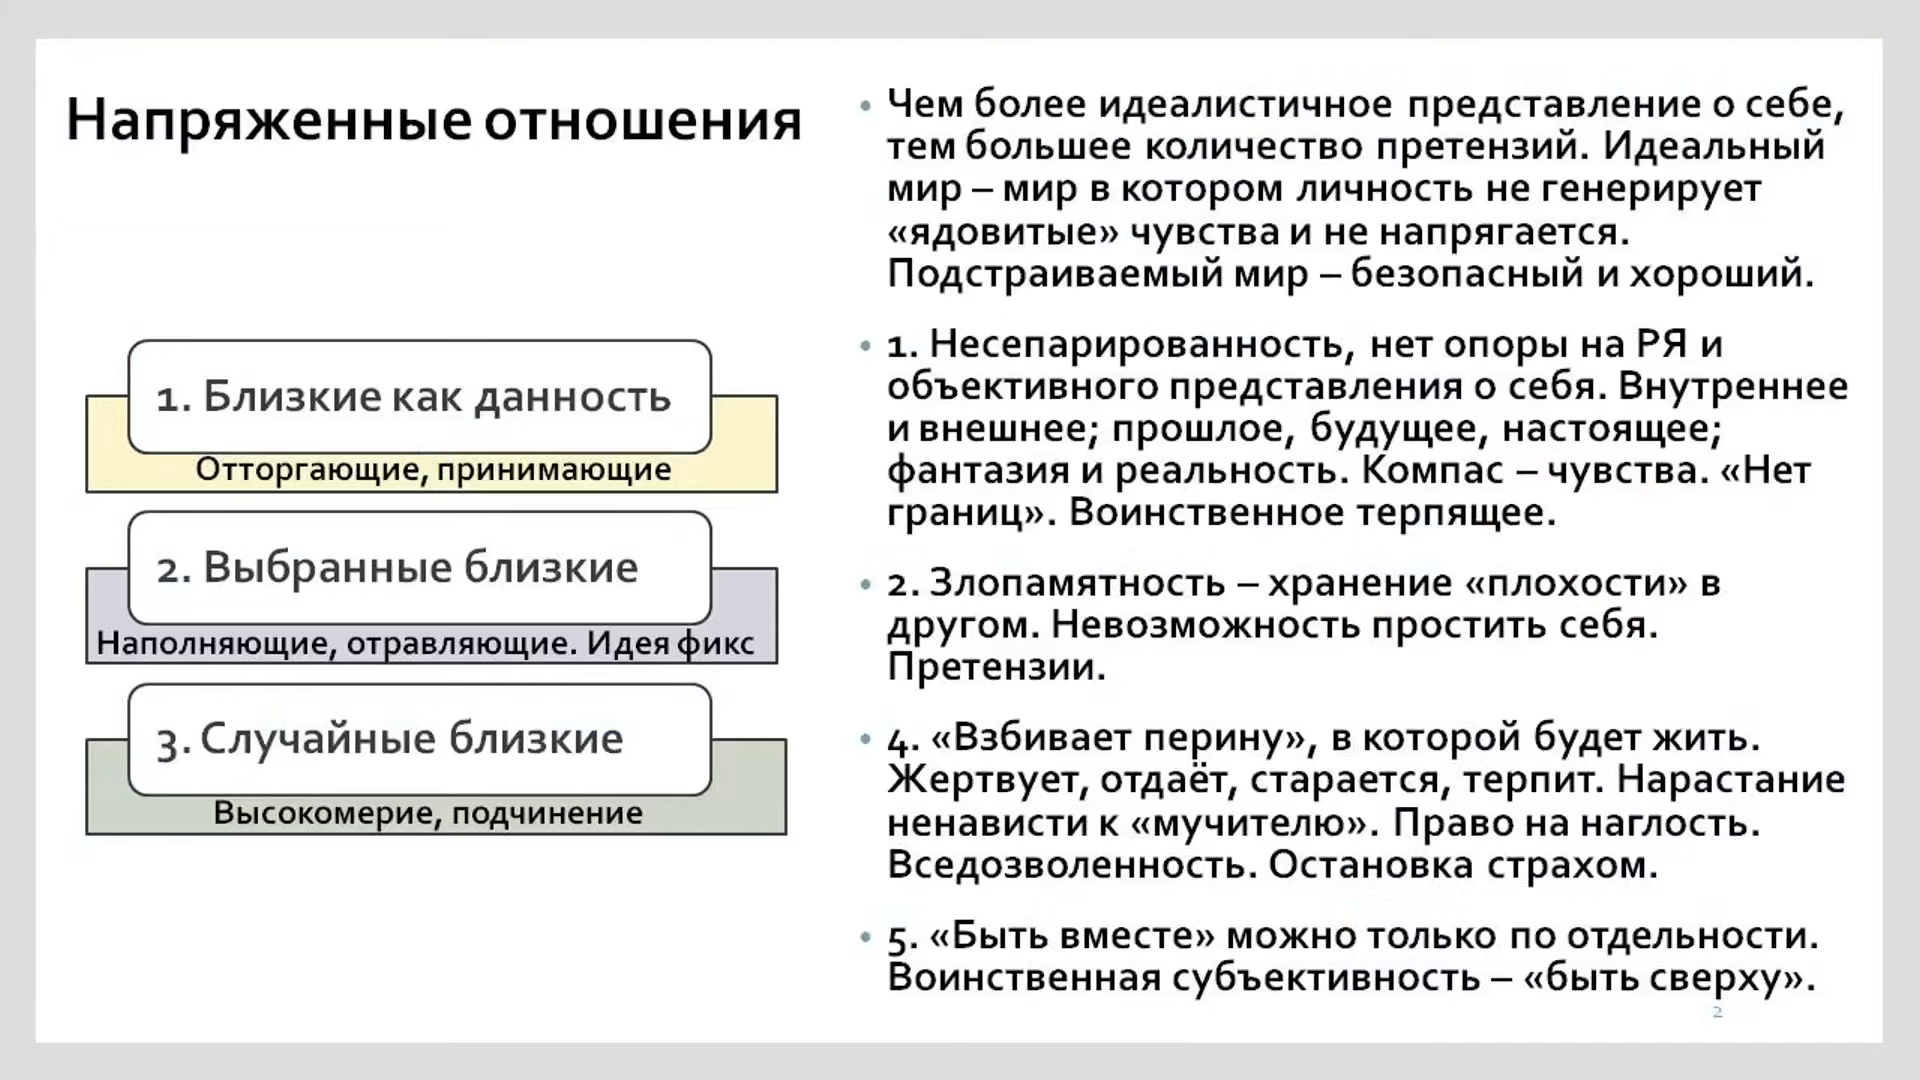 Напряженные отношения
1. Близкие как данность
Отторгающие, принимающие
2. Выбранные близкие
Наполняющие, отравляющие. Идея фикс
3. Случайные близкие
Высокомерие, подчинение
• Чем более идеалистичное представление о себе,
тем большее количество претензий. Идеальный
мир – мир в котором личность не генерирует
«ядовитые» чувства и не напрягается.
Подстраиваемый мир – безопасный и хороший.
• 1. Несепарированность, нет опоры на РЯ и
объективного представления о себя. Внутреннее
и внешнее; прошлое, будущее, настоящее;
фантазия и реальность. Компас – чувства. «Нет
границ». Воинственное терпящее.
• 2. Злопамятность – хранение «плохости» в
другом. Невозможность простить себя.
Претензии.
• 4. «Взбивает перину», в которой будет жить.
Жертвует, отдаёт, старается, терпит. Нарастание
ненависти к «мучителю». Право на наглость.
Вседозволенность. Остановка страхом.
• 5. «Быть вместе» можно только по отдельности.
Воинственная субъективность – «быть сверху».
2